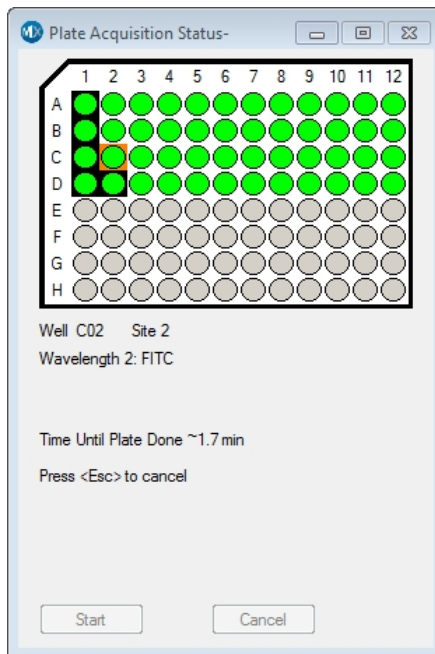 MX Plate Acquisition Status-
1 2 3 4 5 6 7 8 9 10 11 12
A
B
C
D
E
F
G
H
Well C02 Site 2
Wavelength 2: FITC
Time Until Plate Done ~1.7 min
Press <Esc> to cancel
Start Cancel